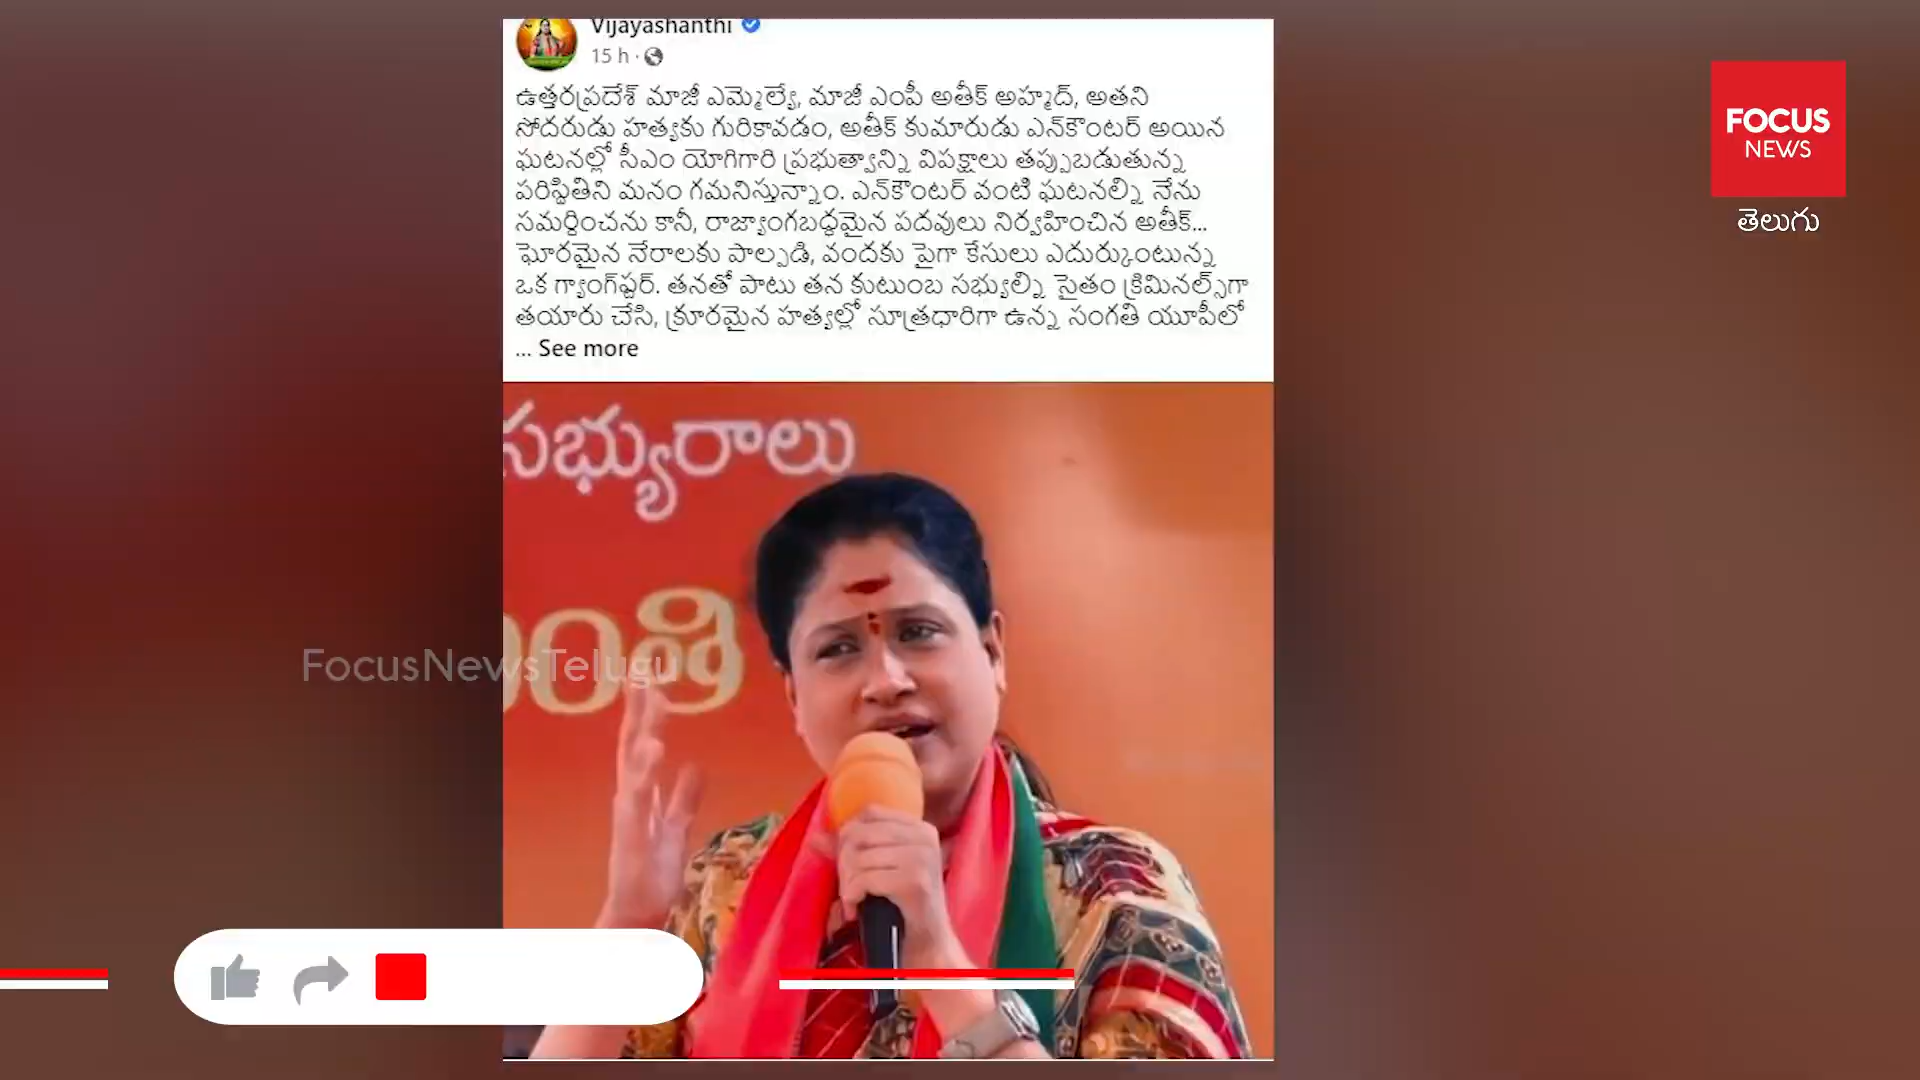 Vijayashanthi
15 h ·
ఉత్తరప్రదేశ్ మాజీ ఎమ్మెల్యే, మాజీ ఎంపీ అతీక్ అహ్మద్, అతని
సోదరుడు హత్యకు గురికావడం, అతీక్ కుమారుడు ఎన్‌కౌంటర్ అయిన
ఘటనల్లో సీఎం యోగిగారి ప్రభుత్వాన్ని విపక్షాలు తప్పుబడుతున్న
పరిస్థితిని మనం గమనిస్తున్నాం. ఎన్‌కౌంటర్ వంటి ఘటనల్ని నేను
సమర్థించను కానీ, రాజ్యాంగబద్ధమైన పదవులు నిర్వహించిన అతీక్...
ఘోరమైన నేరాలకు పాల్పడి, వందకు పైగా కేసులు ఎదుర్కుంటున్న
ఒక గ్యాంగ్‌స్టర్. తనతో పాటు తన కుటుంబ సభ్యుల్ని సైతం క్రిమినల్స్‌గా
తయారు చేసి, క్రూరమైన హత్యల్లో సూత్రధారిగా ఉన్న సంగతి యూపీలో
... See more
FOCUS
NEWS
తెలుగు
సభ్యురాలు
ంతి
FocusNewsTelugu